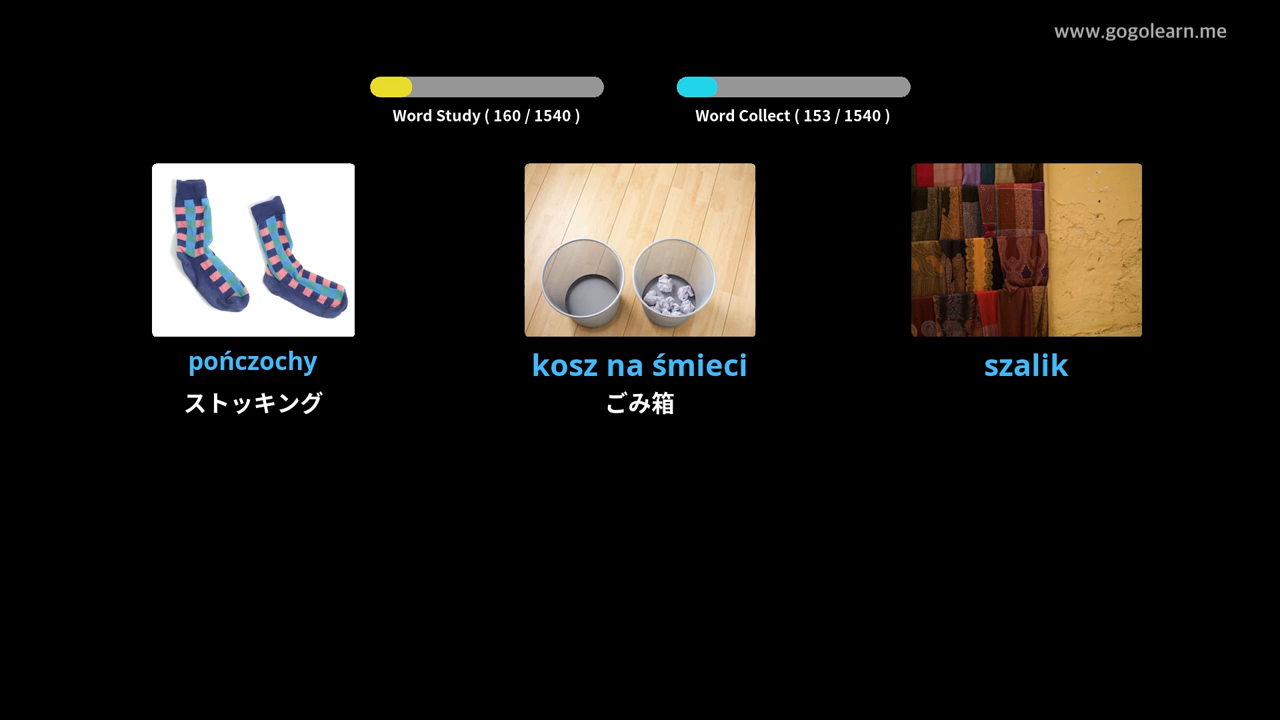 www.gogolearn.me
Word Study ( 160 / 1540 )
Word Collect ( 153 / 1540 )
pończochy
ストッキング
kosz na śmieci
ごみ箱
szalik